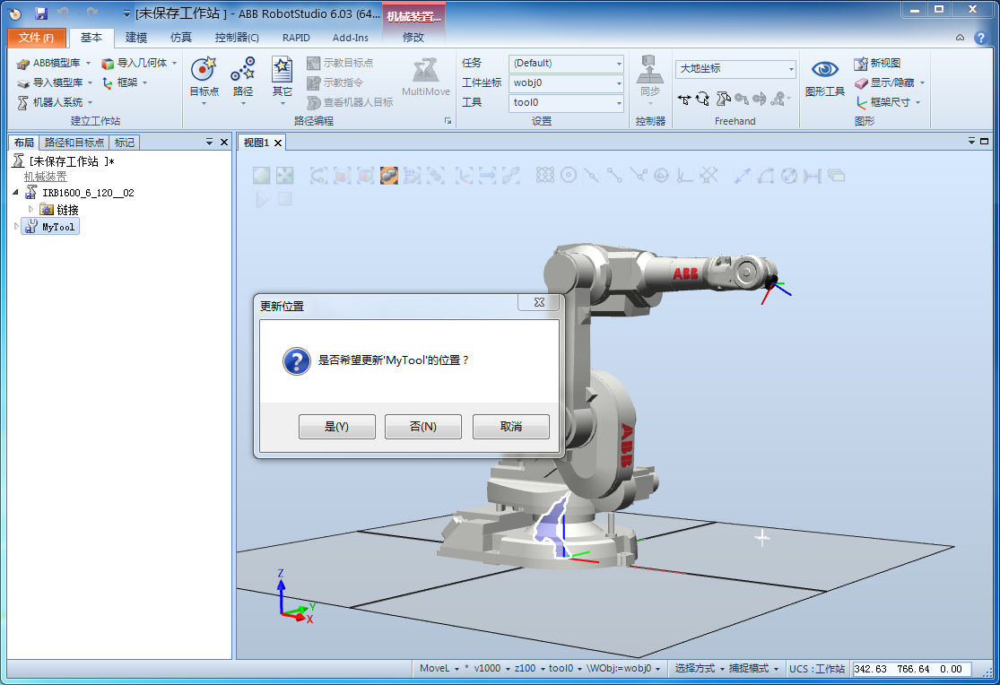 [未保存工作站 ] - ABB RobotStudio 6.03 (64...
机械装置...
文件(F)
基本
建模
仿真
控制器(C)
RAPID
Add-Ins
修改
ABB模型库
导入几何体
导入模型库
框架
机器人系统
建立工作站
目标点
路径
其它
示教目标点
示教指令
查看机器人目标
MultiMove
路径编程
任务
(Default)
工件坐标
wobj0
工具
tool0
设置
同步
控制器
大地坐标
Freehand
图形工具
新视图
显示/隐藏
框架尺寸
图形
布局
路径和目标点
标记
视图1
[未保存工作站 ]*
机械装置
IRB1600_6_120__02
链接
MyTool
ABB
ABB
更新位置
是否希望更新'MyTool'的位置？
是(Y)
否(N)
取消
Z
Y
X
MoveL
*
v1000
z100
tool0
\WObj:=wobj0
选择方式
捕捉模式
UCS : 工作站
342.63 766.64 0.00